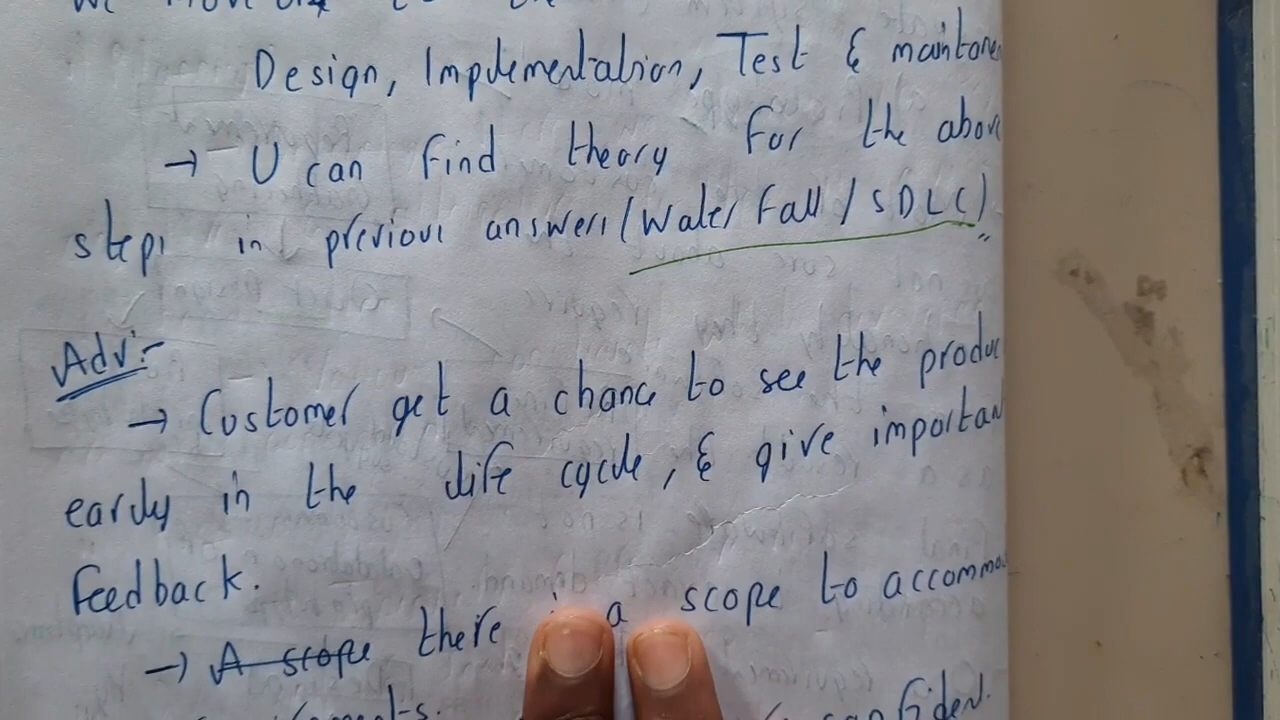 Design, Implementation, Test & maintane
→ U can find theory for the above
steps in previous answers (Water Fall / SDLC)
Adv:-
→ Customer get a chance to see the produc
early in the life cycle, & give importan
feedback.
→ A scope there a scope to accommo